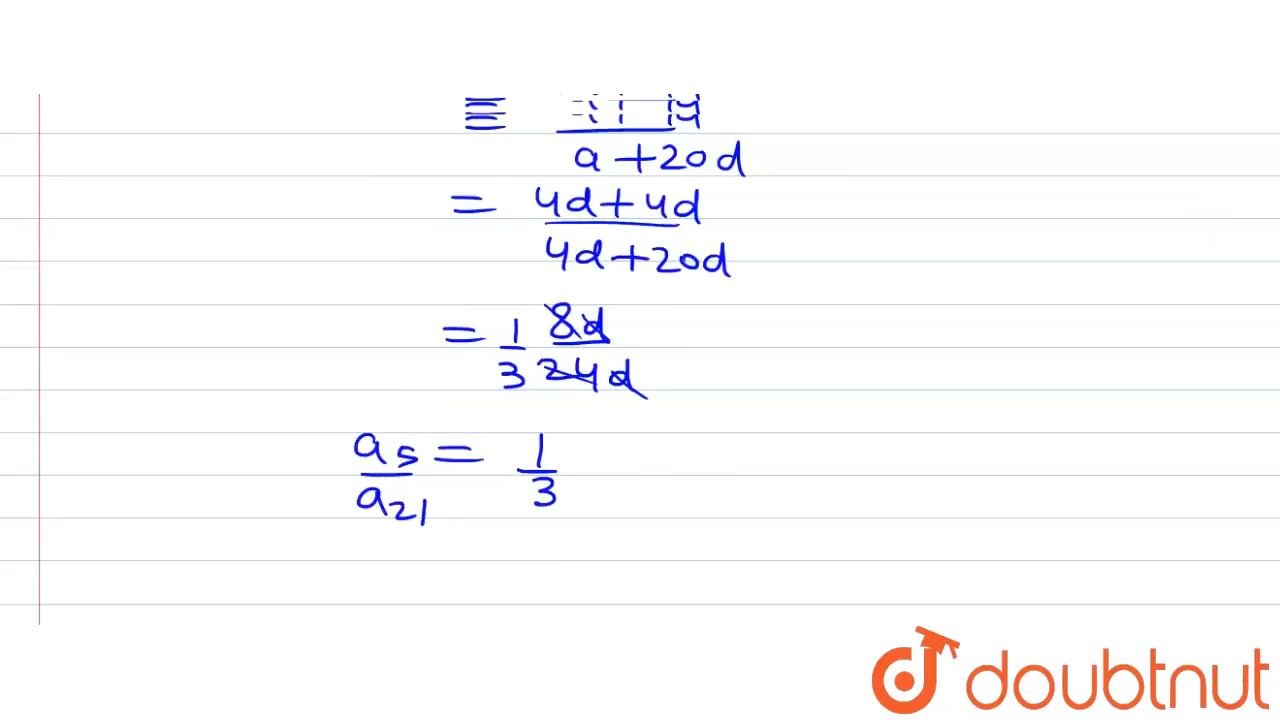 =
a + 20d
= 4d + 4d
4d + 20d
= 1 8d
3 24d
a5 = 1
a21 3
doubtnut